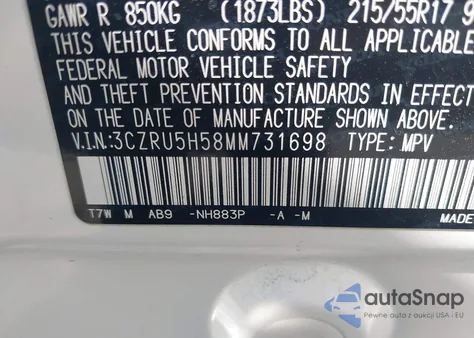 GAWR R 850KG (1873LBS) 215/55R17
THIS VEHICLE CONFORMS TO ALL APPLICABLE
FEDERAL MOTOR VEHICLE SAFETY
AND THEFT PREVENTION STANDARDS IN EFFECT
ON THE DATE OF MANUFACTURE SHOWN ABOVE.
V.I.N:3CZRU5H58MM731698 TYPE: MPV
T7W M AB9 -NH883P -A -M MADE
autoSnap
Pewne auto z aukcji USA i EU